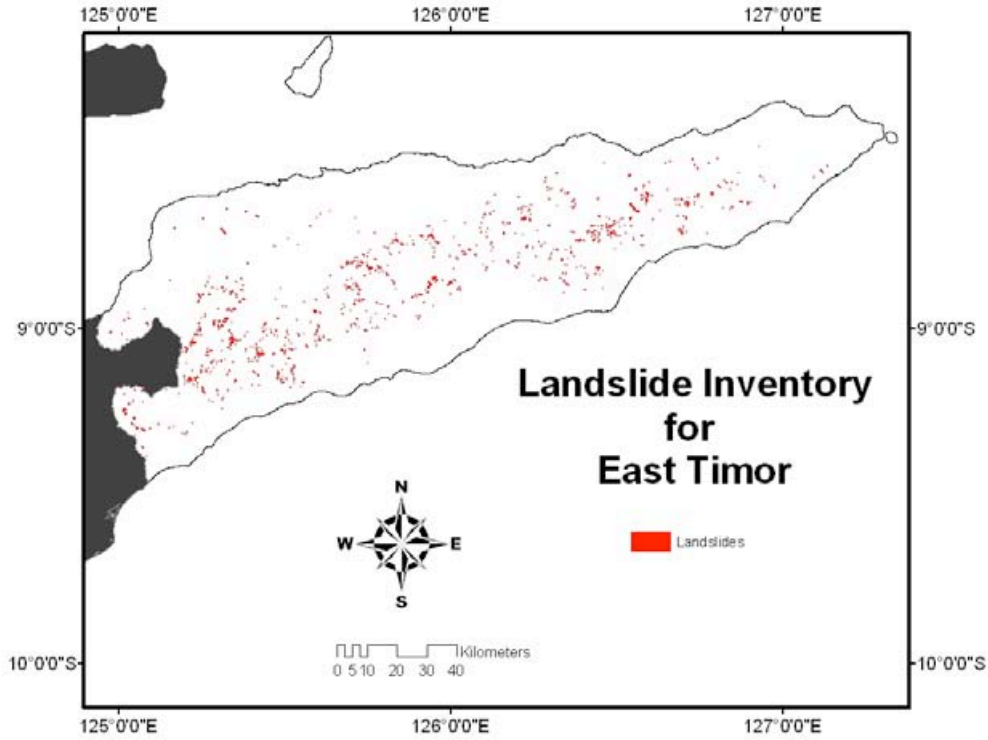 125°0'0"E 126°0'0"E 127°0'0"E
9°0'0"S 9°0'0"S
Landslide Inventory
for
East Timor
N
W E
S
Landslides
Kilometers
0 5 10 20 30 40
10°0'0"S 10°0'0"S
125°0'0"E 126°0'0"E 127°0'0"E